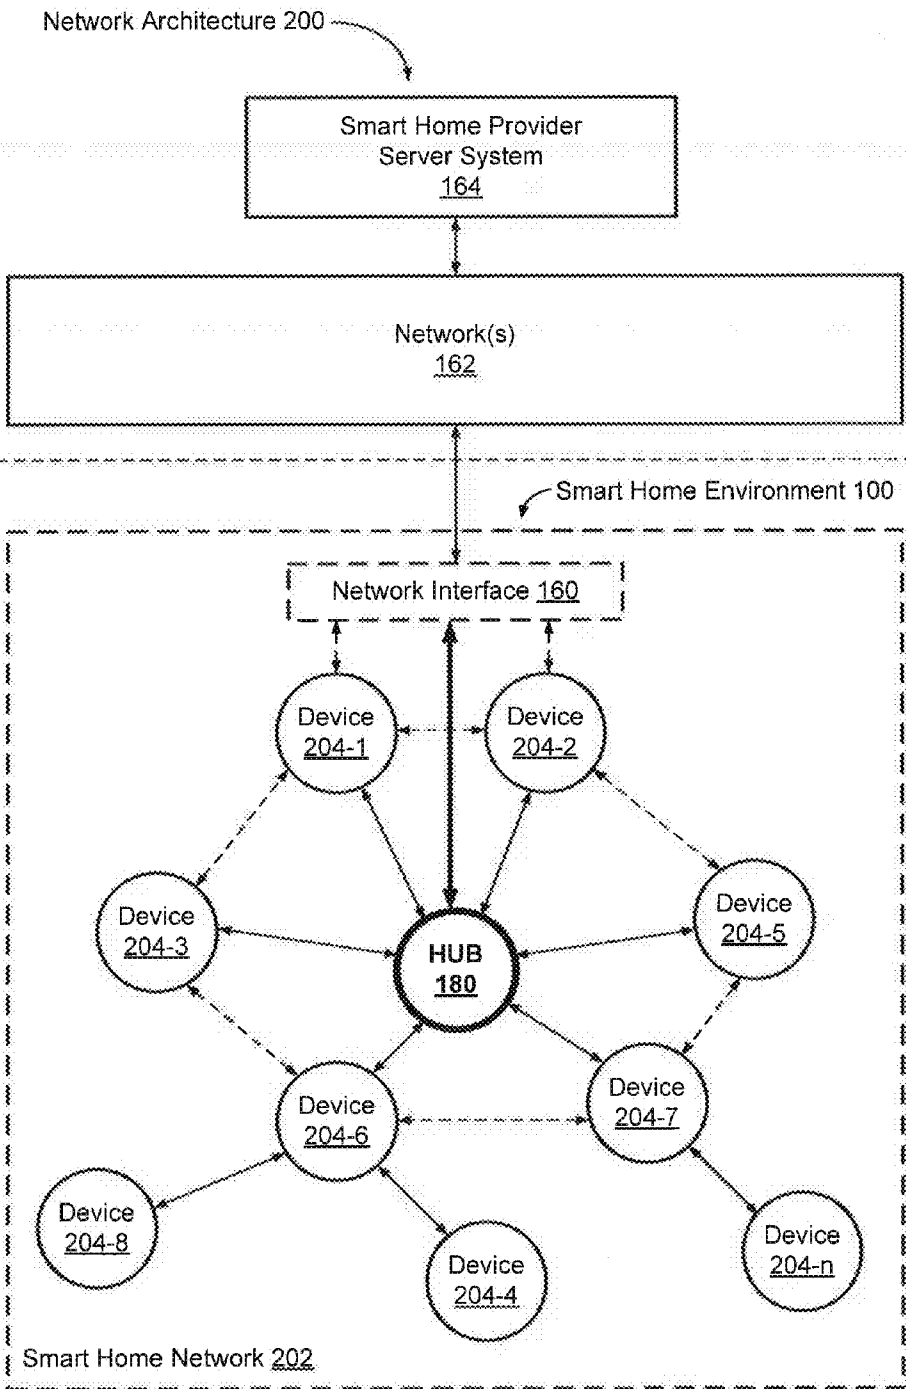 Network Architecture 200
Smart Home Provider
Server System
164
Network(s)
162
Smart Home Environment 100
Network Interface 160
Device
204-1
Device
204-2
Device
204-3
Device
204-5
HUB
180
Device
204-6
Device
204-7
Device
204-8
Device
204-4
Device
204-n
Smart Home Network 202